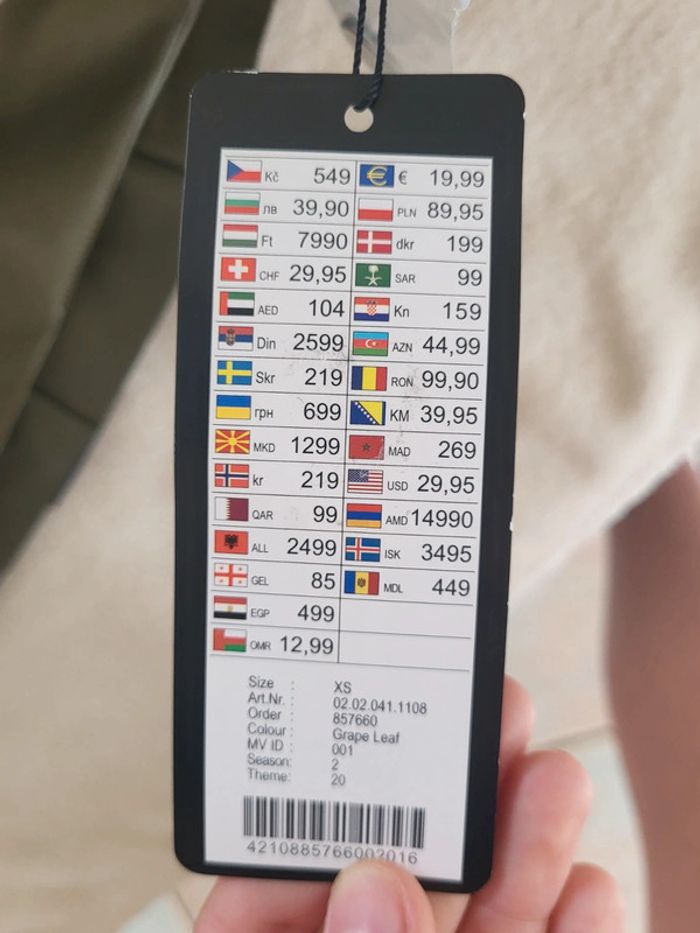 Kč 549 € 19,99
лв 39,90 PLN 89,95
Ft 7990 dkr 199
CHF 29,95 SAR 99
AED 104 Kn 159
Din 2599 AZN 44,99
Skr 219 RON 99,90
грн 699 KM 39,95
MKD 1299 MAD 269
kr 219 USD 29,95
QAR 99 AMD 14990
ALL 2499 ISK 3495
GEL 85 MDL 449
EGP 499
OMR 12,99
Size : XS
Art.Nr. : 02.02.041.1108
Order : 857660
Colour : Grape Leaf
MV ID : 001
Season: 2
Theme: 20
4210885766002016